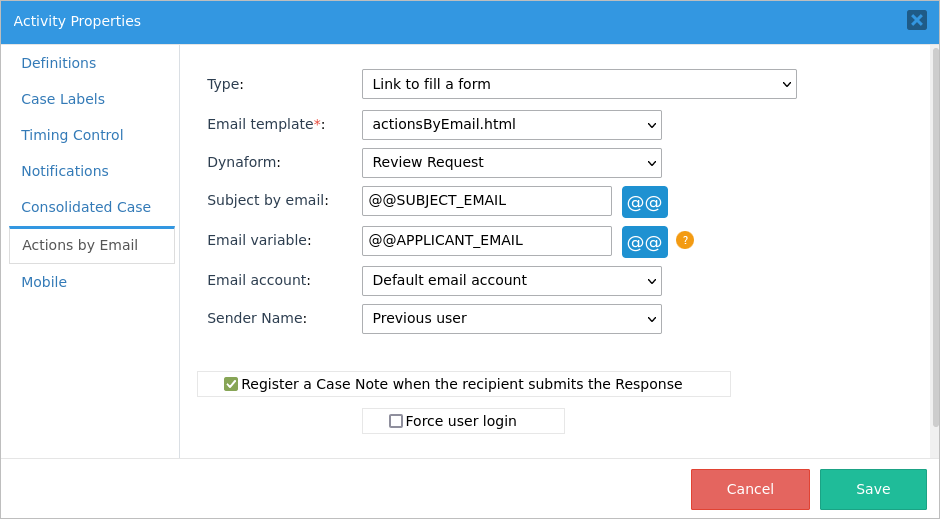 Activity Properties
Definitions
Case Labels
Timing Control
Notifications
Consolidated Case
Actions by Email
Mobile
Type: Link to fill a form
Email template*: actionsByEmail.html
Dynaform: Review Request
Subject by email: @@SUBJECT_EMAIL @@
Email variable: @@APPLICANT_EMAIL @@ ?
Email account: Default email account
Sender Name: Previous user
Register a Case Note when the recipient submits the Response
Force user login
Cancel Save